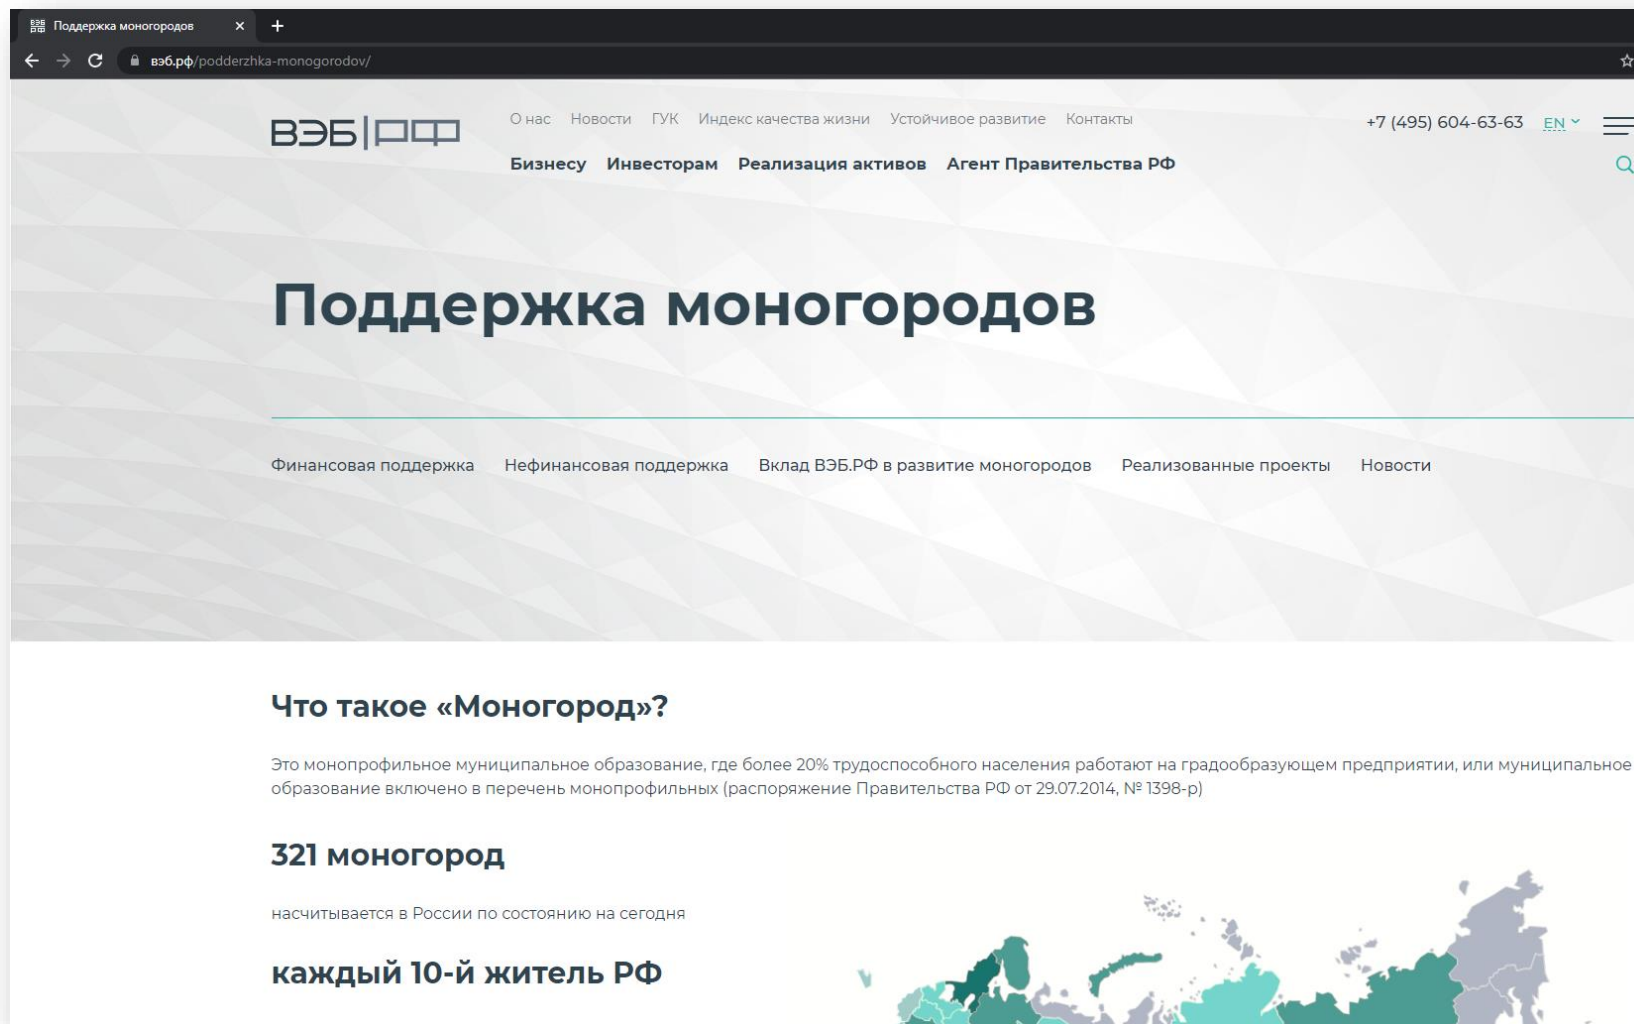 Поддержка моногородов
вэб.рф/podderzhka-monogorodov/
ВЭБ|РФ
О нас Новости ГУК Индекс качества жизни Устойчивое развитие Контакты
+7 (495) 604-63-63 EN
Бизнесу Инвесторам Реализация активов Агент Правительства РФ
Поддержка моногородов
Финансовая поддержка Нефинансовая поддержка Вклад ВЭБ.РФ в развитие моногородов Реализованные проекты Новости
Что такое «Моногород»?
Это монопрофильное муниципальное образование, где более 20% трудоспособного населения работают на градообразующем предприятии, или муниципальное
образование включено в перечень монопрофильных (распоряжение Правительства РФ от 29.07.2014, № 1398-р)
321 моногород
насчитывается в России по состоянию на сегодня
каждый 10-й житель РФ